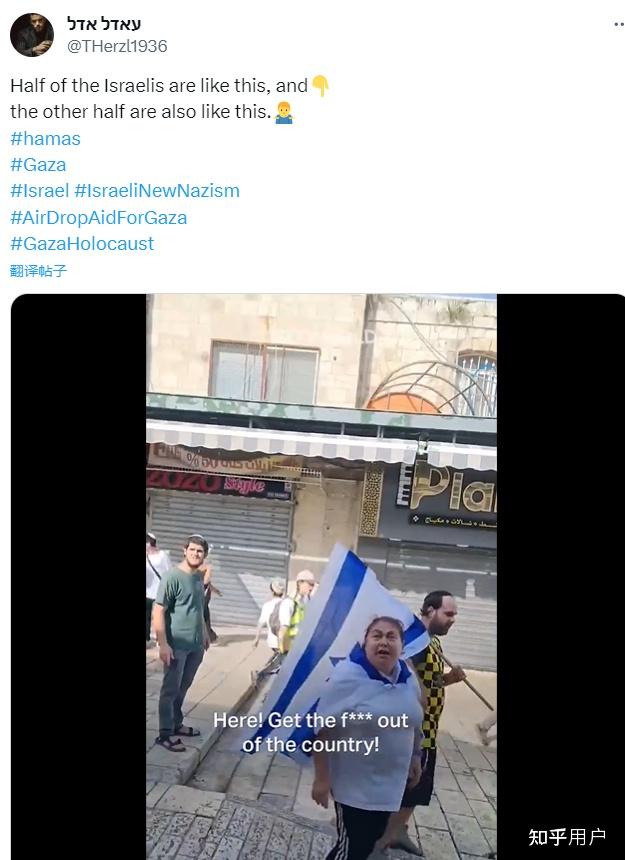 עאדל אדל
@THerzl1936
Half of the Israelis are like this, and👇
the other half are also like this.🤷‍♂️
#hamas
#Gaza
#Israel #IsraeliNewNazism
#AirDropAidForGaza
#GazaHolocaust
翻译帖子
2020 Style
Pia
Here! Get the f*** out
of the country!
知乎用户